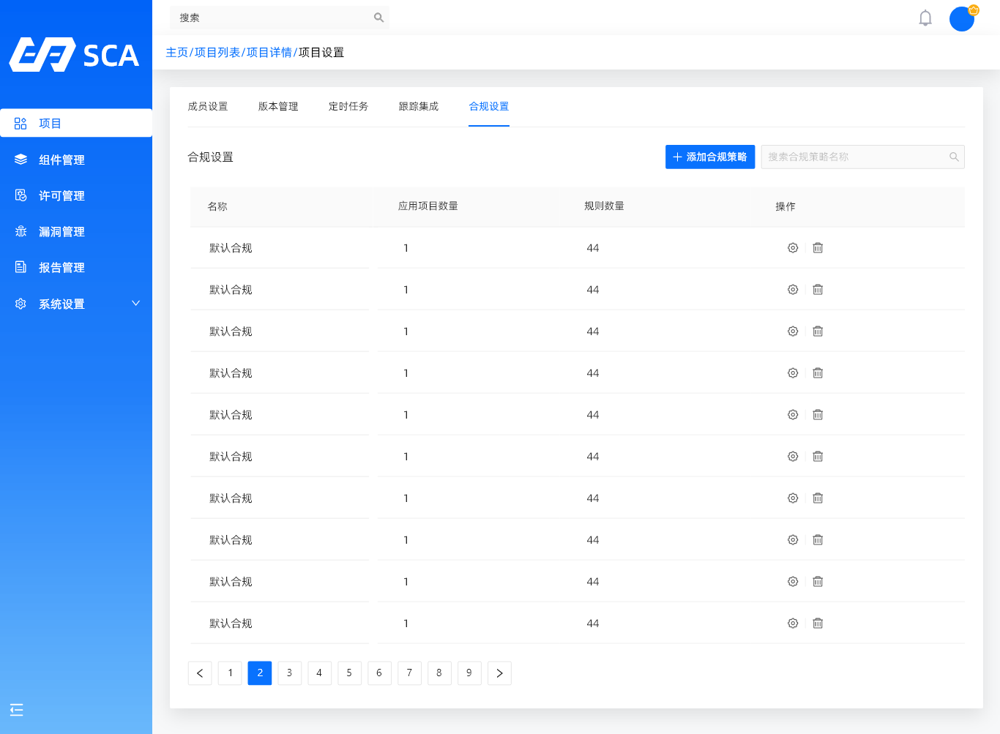 SCA
搜索
主页/项目列表/项目详情/项目设置
项目
组件管理
许可管理
漏洞管理
报告管理
系统设置
成员设置 版本管理 定时任务 跟踪集成 合规设置
合规设置 添加合规策略 搜索合规策略名称
名称 应用项目数量 规则数量 操作
默认合规 1 44
默认合规 1 44
默认合规 1 44
默认合规 1 44
默认合规 1 44
默认合规 1 44
默认合规 1 44
默认合规 1 44
默认合规 1 44
默认合规 1 44
1 2 3 4 5 6 7 8 9